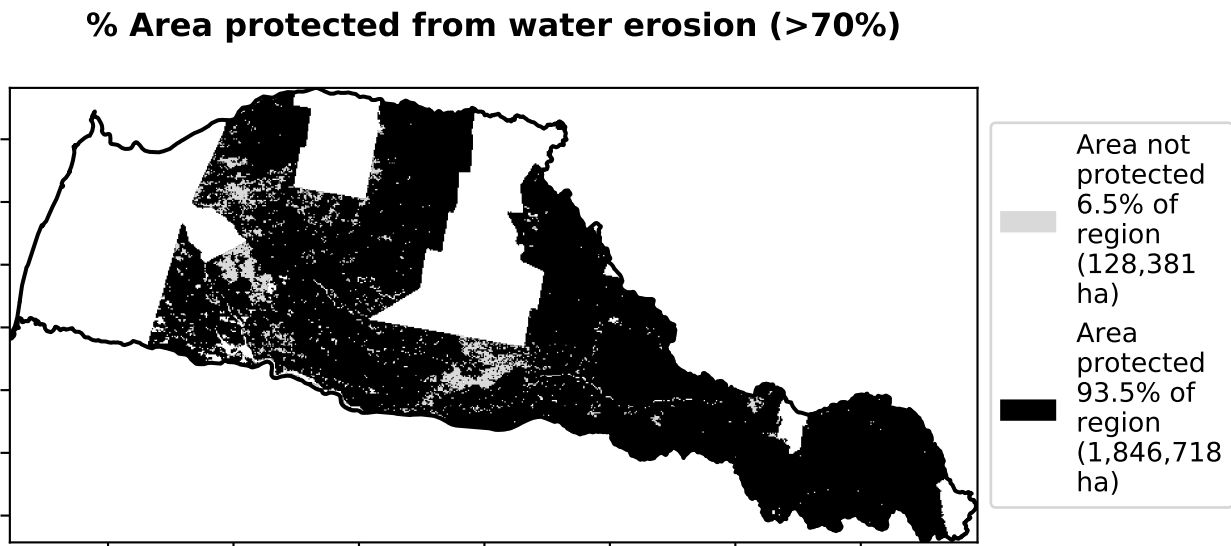 % Area protected from water erosion (>70%)
Area not
protected
6.5% of
region
(128,381
ha)
Area
protected
93.5% of
region
(1,846,718
ha)